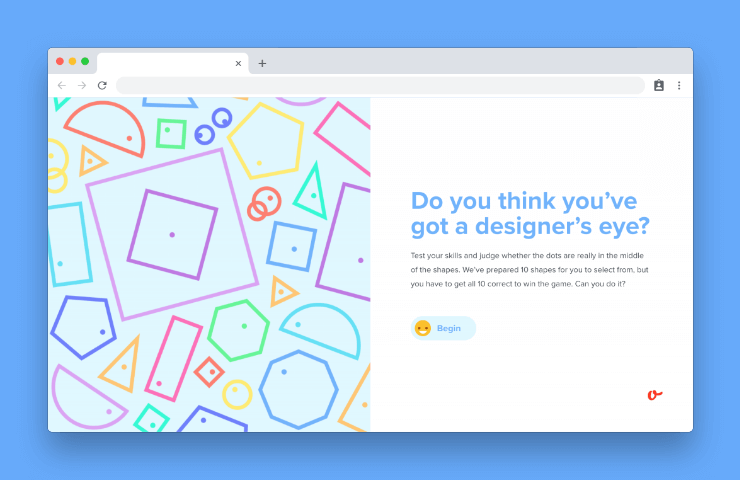 Do you think you’ve
got a designer’s eye?
Test your skills and judge whether the dots are really in the middle
of the shapes. We’ve prepared 10 shapes for you to select from, but
you have to get all 10 correct to win the game. Can you do it?
Begin